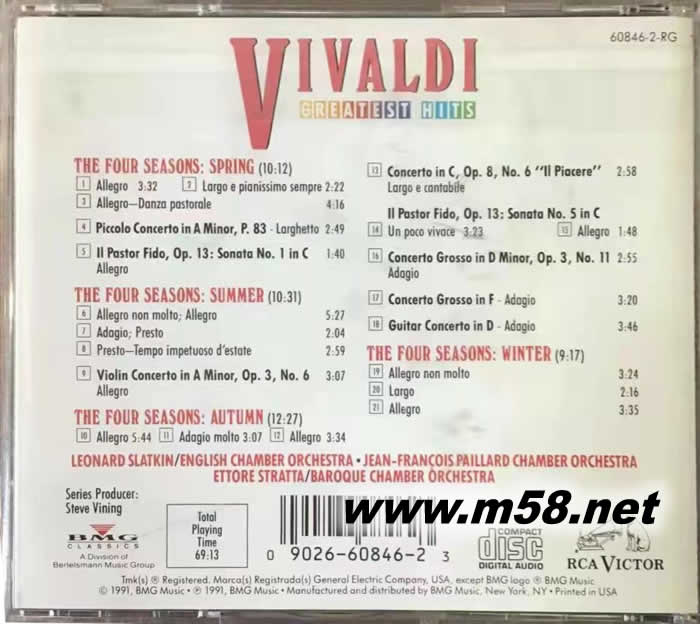 60846-2-RG
VIVALDI
GREATEST HITS
THE FOUR SEASONS: SPRING (10:12)
1 Allegro 3:32 2 Largo e pianissimo sempre 2:22
3 Allegro—Danza pastorale 4:16
4 Piccolo Concerto in A Minor, P. 83 - Larghetto 2:49
5 Il Pastor Fido, Op. 13: Sonata No. 1 in C 1:40
Allegro
THE FOUR SEASONS: SUMMER (10:31)
6 Allegro non molto; Allegro 5:27
7 Adagio; Presto 2:04
8 Presto—Tempo impetuoso d'estate 2:59
9 Violin Concerto in A Minor, Op. 3, No. 6 3:07
Allegro
THE FOUR SEASONS: AUTUMN (12:27)
10 Allegro 5:44 11 Adagio molto 3:07 12 Allegro 3:34
13 Concerto in C, Op. 8, No. 6 "Il Piacere" 2:58
Largo e cantabile
Il Pastor Fido, Op. 13: Sonata No. 5 in C
14 Un poco vivace 3:23 15 Allegro 1:48
16 Concerto Grosso in D Minor, Op. 3, No. 11 2:55
Adagio
17 Concerto Grosso in F - Adagio 3:20
18 Guitar Concerto in D - Adagio 3:46
THE FOUR SEASONS: WINTER (9:17)
19 Allegro non molto 3:24
20 Largo 2:16
21 Allegro 3:35
LEONARD SLATKIN/ENGLISH CHAMBER ORCHESTRA • JEAN-FRANÇOIS PAILLARD CHAMBER ORCHESTRA
ETTORE STRATTA/BAROQUE CHAMBER ORCHESTRA
Series Producer:
Steve Vining
BMG
CLASSICS
A Division of
Bertelsmann Music Group
Total
Playing
Time
69:13
0 9026-60846-2 3
www.m58.net
COMPACT
disc
DIGITAL AUDIO
RCA VICTOR
Tmk(s) ® Registered. Marca(s) Registrada(s) General Electric Company, USA, except BMG logo ® BMG Music
© 1991, BMG Music • ℗ 1991, BMG Music • Manufactured and distributed by BMG Music, New York, NY • Printed in USA